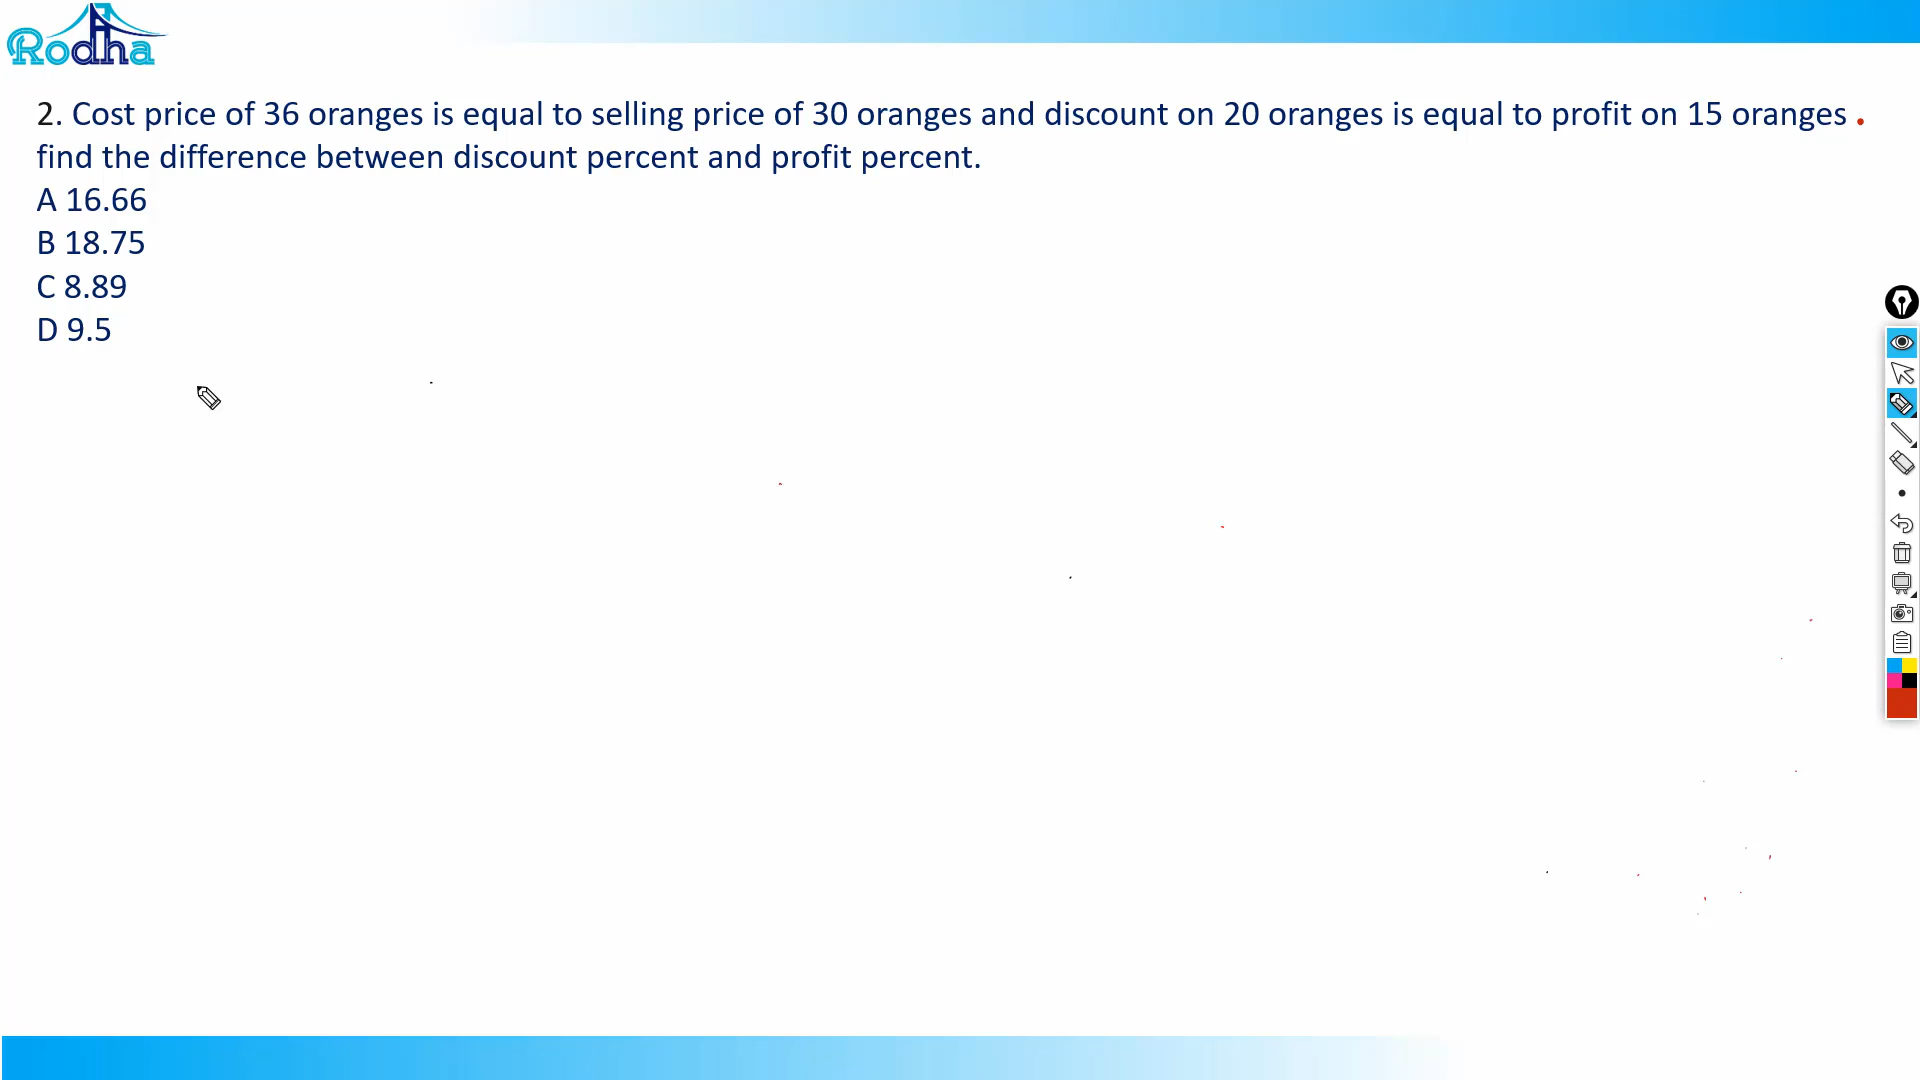 Rodha
2. Cost price of 36 oranges is equal to selling price of 30 oranges and discount on 20 oranges is equal to profit on 15 oranges .
find the difference between discount percent and profit percent.
A 16.66
B 18.75
C 8.89
D 9.5